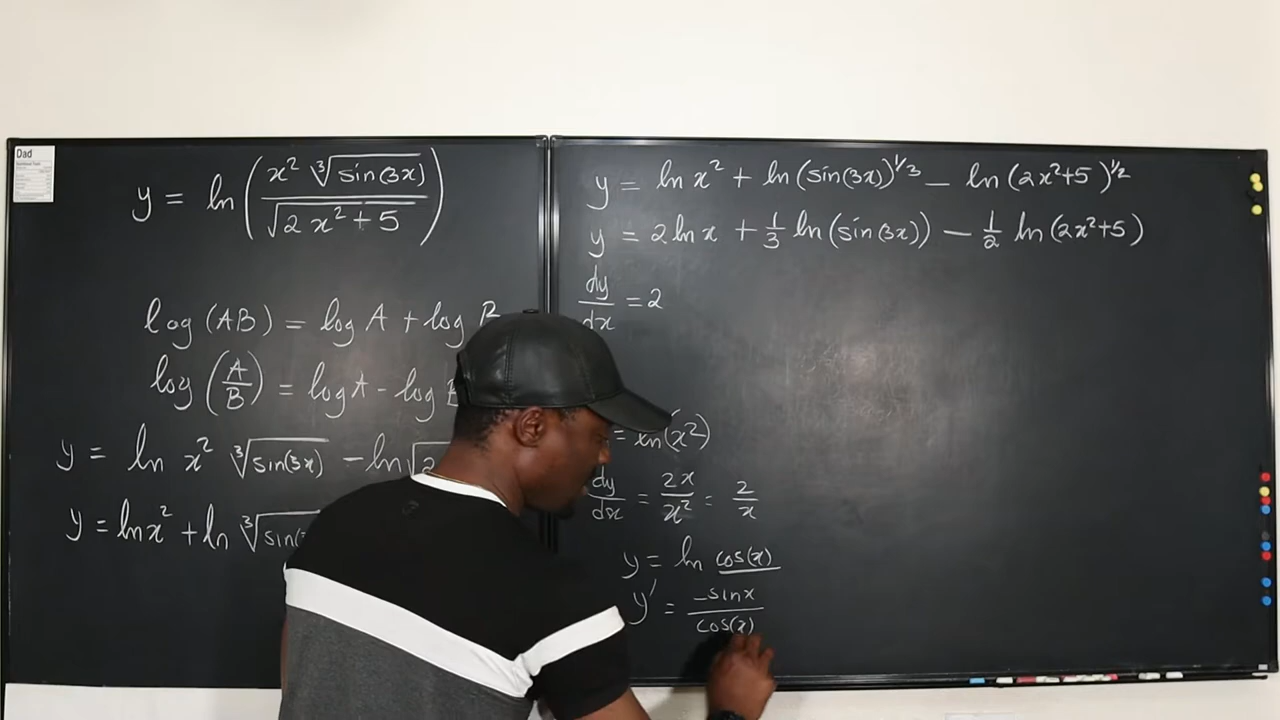 Dad
y = ln(x² ∛sin(3x) / √2x² + 5)
log(AB) = log A + log B
log(A/B) = log A - log
y = ln x² ∛sin(3x) - ln√2
y = ln x² + ln ∛sin(
y = ln x² + ln(sin(3x))^1/3 - ln(2x²+5)^1/2
y = 2 ln x + 1/3 ln(sin(3x)) - 1/2 ln(2x²+5)
dy/dx = 2
= ln(x²)
dy/dx = 2x/x² = 2/x
y = ln cos(x)
y' = -sinx/cos(x)